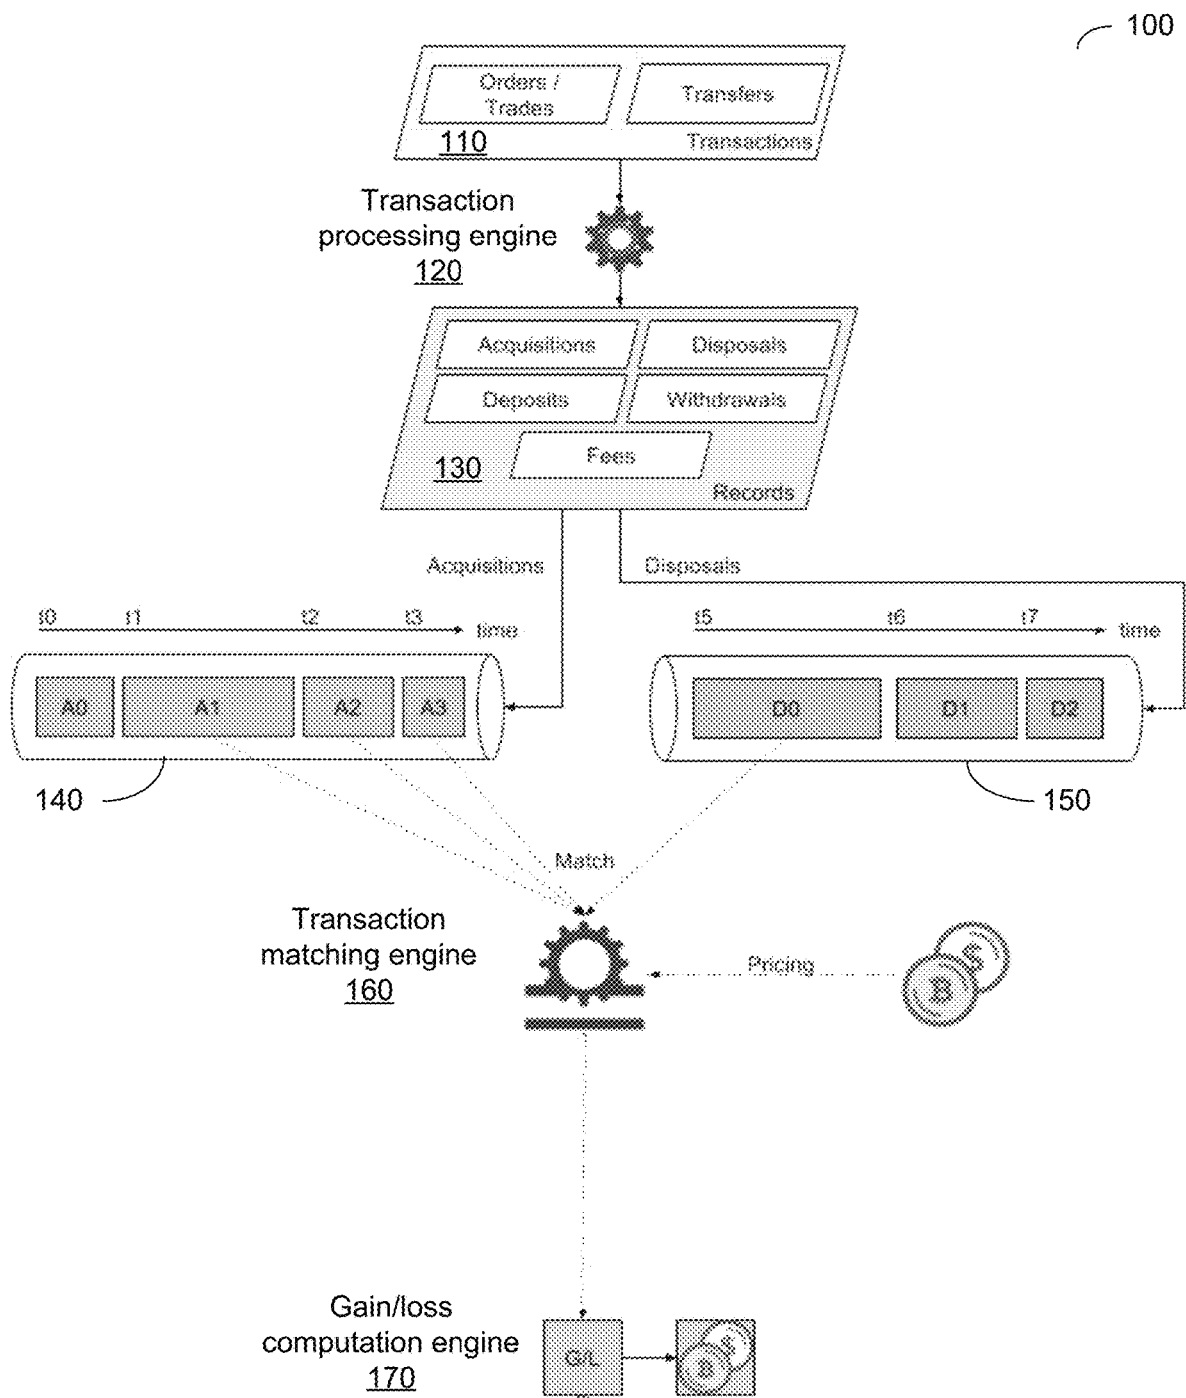 100
Orders /
Trades
Transfers
110
Transactions
Transaction
processing engine
120
Acquisitions
Disposals
Deposits
Withdrawals
Fees
130
Records
Acquisitions
Disposals
t0 t1 t2 t3 time
t5 t6 t7 time
A0 A1 A2 A3
D0 D1 D2
140
150
Match
Transaction
matching engine
160
Pricing
$
B
Gain/loss
computation engine
170
G/L
$
B